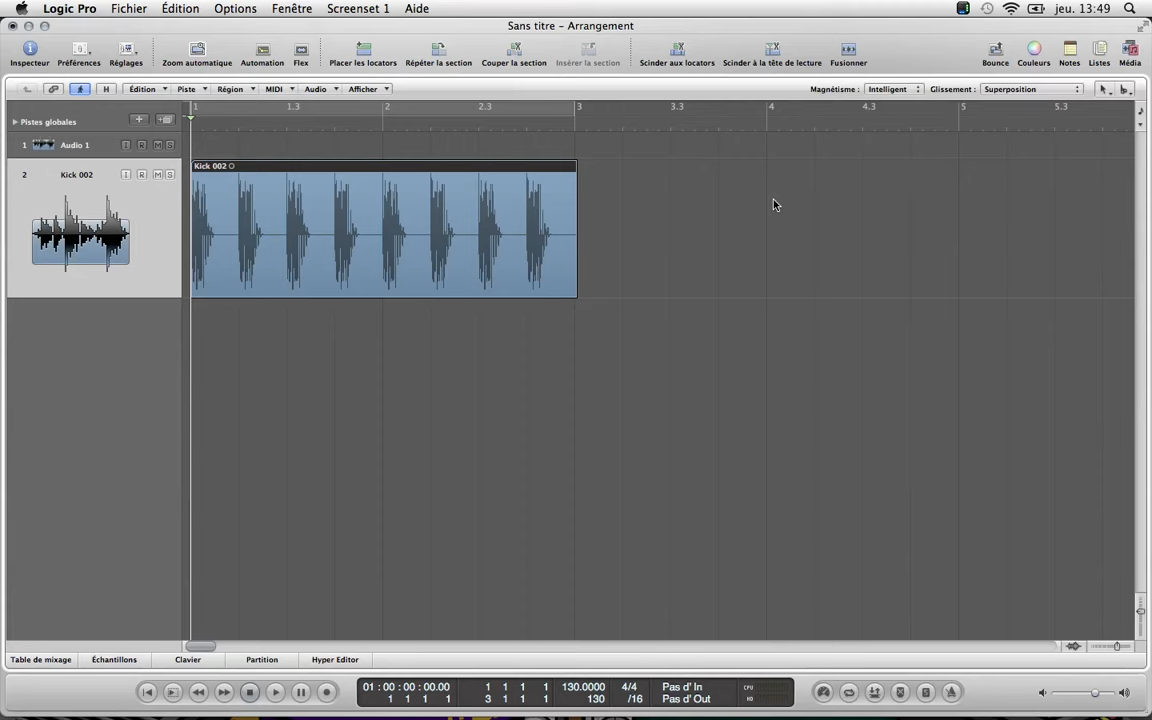 Logic Pro Fichier Édition Options Fenêtre Screenset 1 Aide jeu. 13:49
Sans titre – Arrangement
Inspecteur Préférences Réglages Zoom automatique Automation Flex Placer les locators Répéter la section Couper la section Insérer la section Scinder aux locators Scinder à la tête de lecture Fusionner Bounce Couleurs Notes Listes Média
H Édition Piste Région MIDI Audio Afficher Magnétisme : Intelligent Glissement : Superposition
1 1.3 2 2.3 3 3.3 4 4.3 5 5.3
Pistes globales
1 Audio 1 I R M S
Kick 002
2 Kick 002 I R M S
Table de mixage Échantillons Clavier Partition Hyper Editor
01 : 00 : 00 : 00.00 1 1 1 1 130.0000 4/4 Pas d' In CPU
1 1 1 1 3 1 1 1 130 /16 Pas d' Out HD